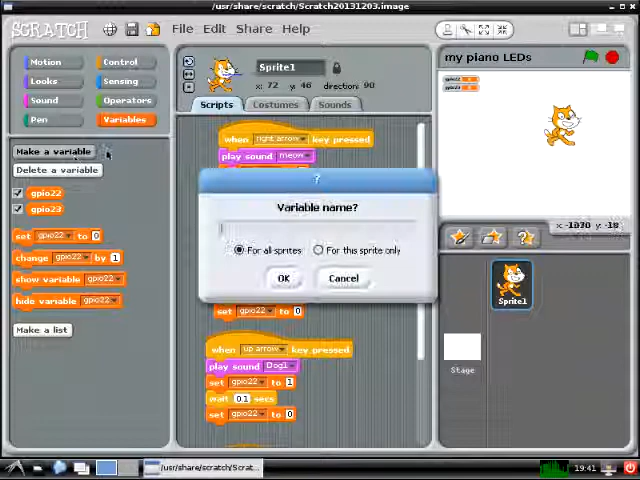 /usr/share/scratch/Scratch20131203.image
SCRATCH File Edit Share Help
Motion Control
Looks Sensing
Sound Operators
Pen Variables
Make a variable
Delete a variable
gpio22
gpio23
set gpio22 to 0
change gpio22 by 1
show variable gpio22
hide variable gpio22
Make a list
Sprite1
x: 72 y: 46 direction: 90
Scripts Costumes Sounds
when right arrow key pressed
play sound meow
?
Variable name?
For all sprites For this sprite only
OK Cancel
set gpio22 to 0
when up arrow key pressed
play sound Dog1
set gpio22 to 1
wait 0.1 secs
set gpio22 to 0
my piano LEDs
gpio22
gpio23
Sprite1
Stage
/usr/share/scratch/Scrat...
19:41